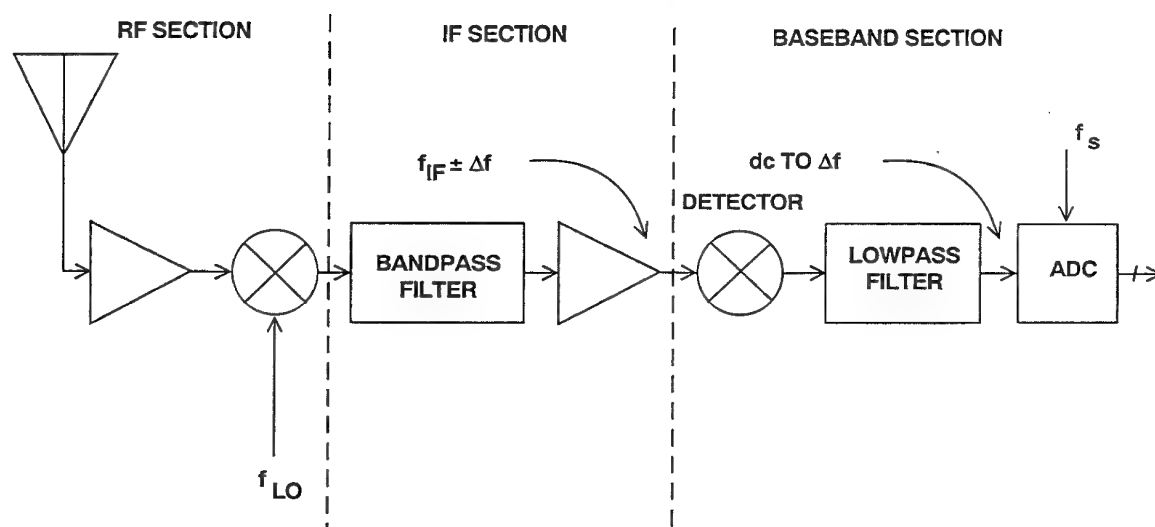 RF SECTION
IF SECTION
BASEBAND SECTION
f_IF ± Δf
dc TO Δf
f_s
DETECTOR
BANDPASS
FILTER
LOWPASS
FILTER
ADC
f_LO